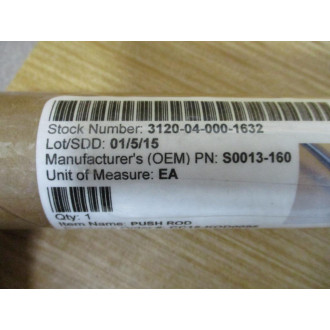 Stock Number: 3120-04-000-1632
Lot/SDD: 01/5/15
Manufacturer's (OEM) PN: S0013-160
Unit of Measure: EA
Qty: 1
Item Name: PUSH ROD